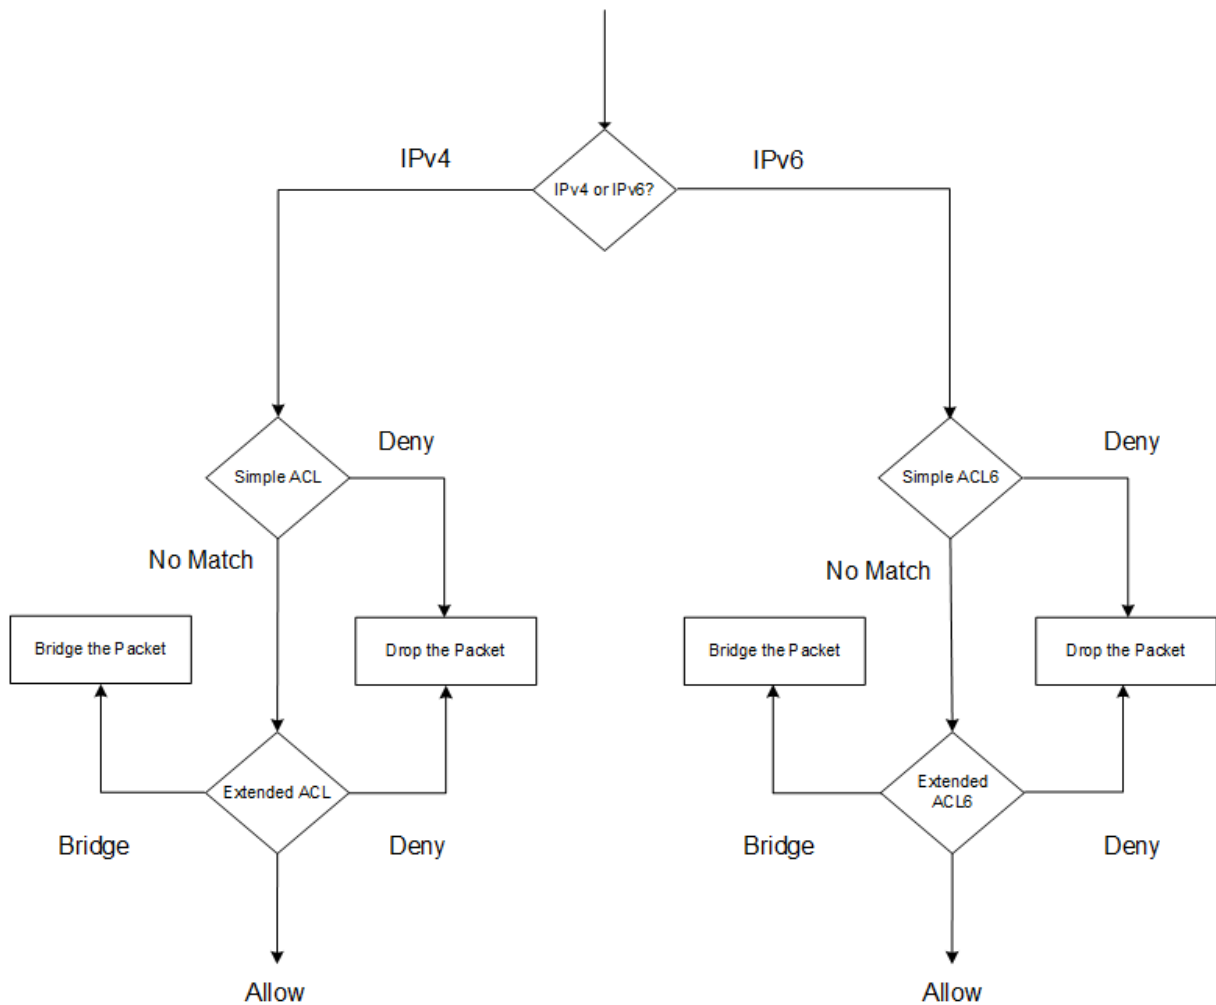 IPv4
IPv6
IPv4 or IPv6?
Deny
Deny
Simple ACL
Simple ACL6
No Match
No Match
Bridge the Packet
Drop the Packet
Bridge the Packet
Drop the Packet
Extended ACL
Extended
ACL6
Bridge
Deny
Bridge
Deny
Allow
Allow